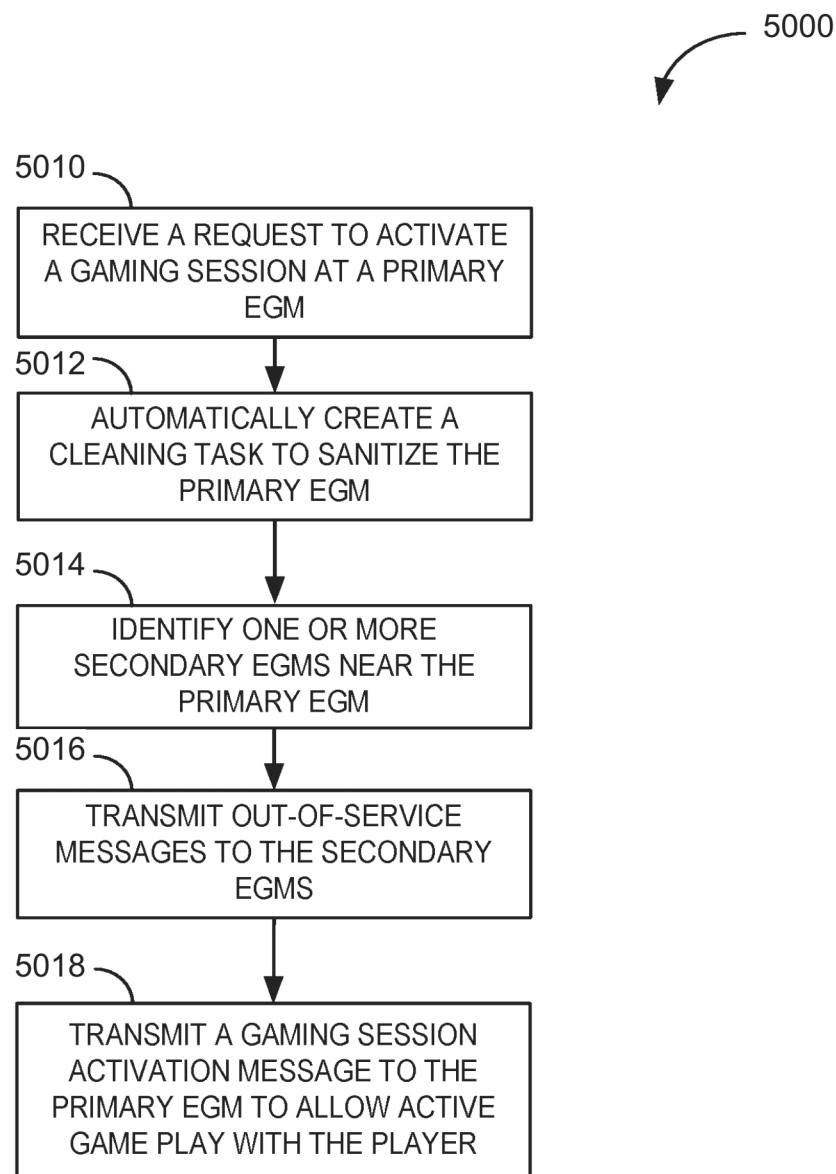 5000
5010
RECEIVE A REQUEST TO ACTIVATE
A GAMING SESSION AT A PRIMARY
EGM
5012
AUTOMATICALLY CREATE A
CLEANING TASK TO SANITIZE THE
PRIMARY EGM
5014
IDENTIFY ONE OR MORE
SECONDARY EGMS NEAR THE
PRIMARY EGM
5016
TRANSMIT OUT-OF-SERVICE
MESSAGES TO THE SECONDARY
EGMS
5018
TRANSMIT A GAMING SESSION
ACTIVATION MESSAGE TO THE
PRIMARY EGM TO ALLOW ACTIVE
GAME PLAY WITH THE PLAYER